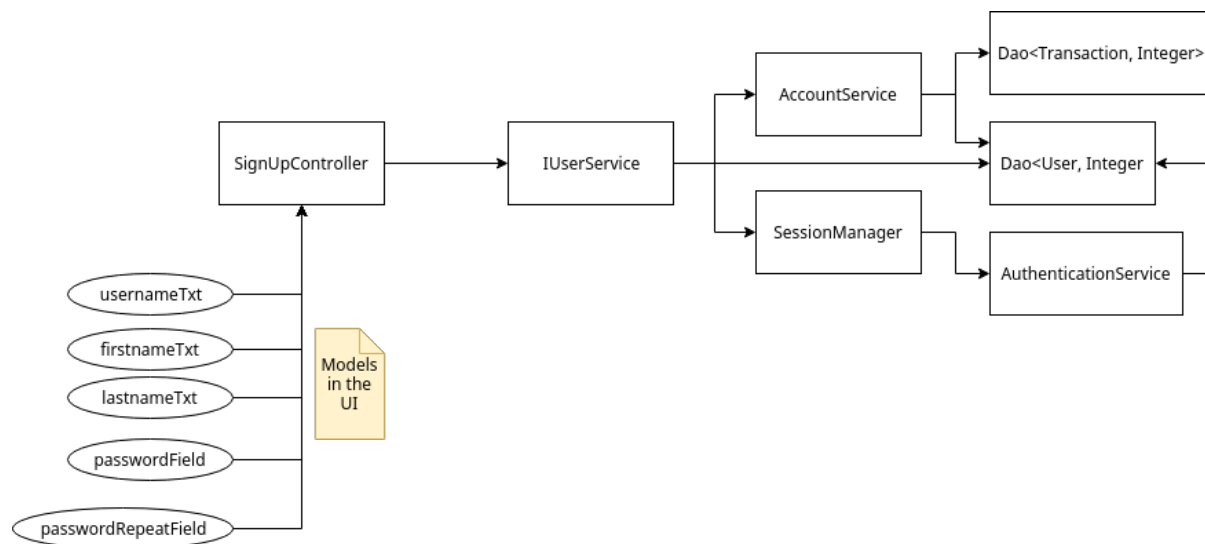 Dao<Transaction, Integer>
AccountService
SignUpController
IUserService
Dao<User, Integer
SessionManager
AuthenticationService
usernameTxt
firstnameTxt
Models
in the
UI
lastnameTxt
passwordField
passwordRepeatField